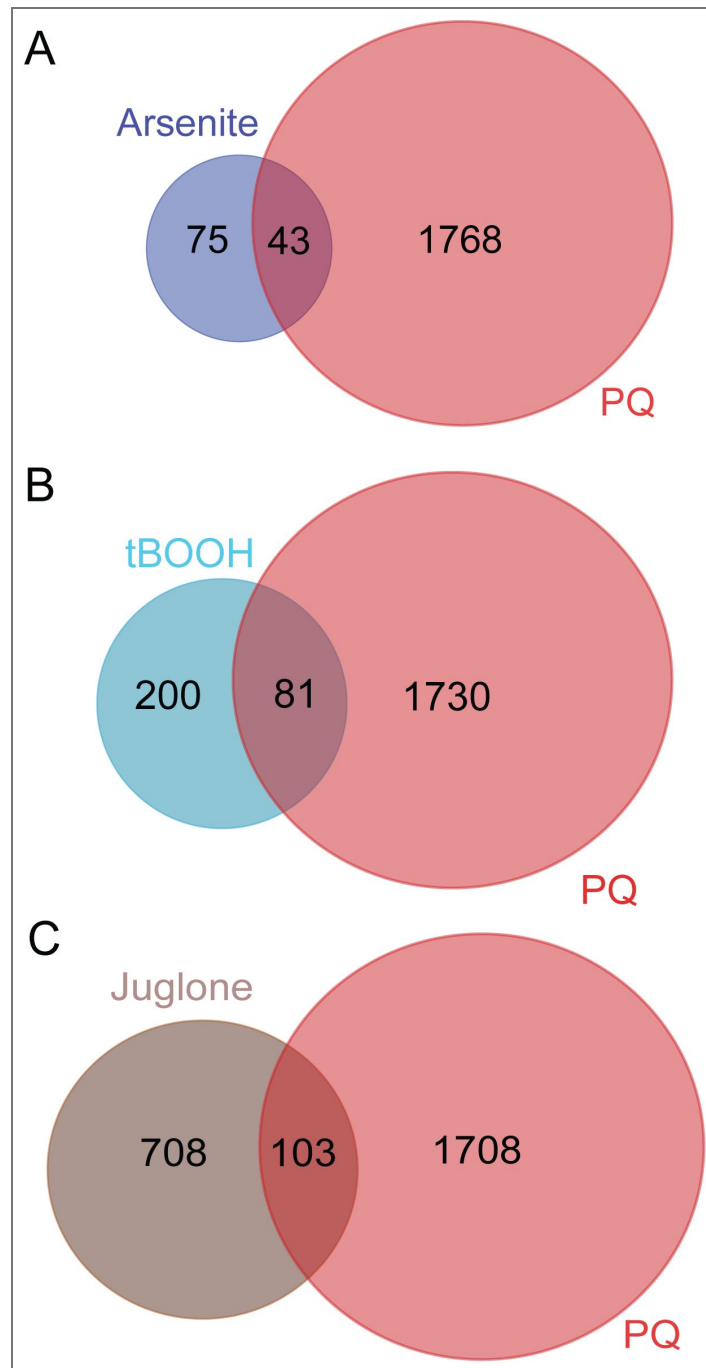 A
Arsenite
75 43 1768
PQ
B
tBOOH
200 81 1730
PQ
C
Juglone
708 103 1708
PQ